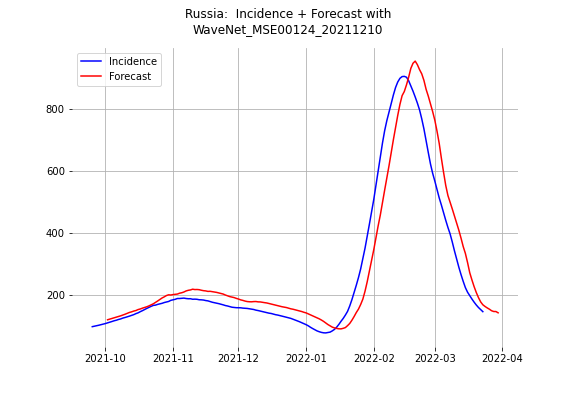 Russia:  Incidence + Forecast with
WaveNet_MSE00124_20211210
Incidence
Forecast
800
600
400
200
2021-10
2021-11
2021-12
2022-01
2022-02
2022-03
2022-04